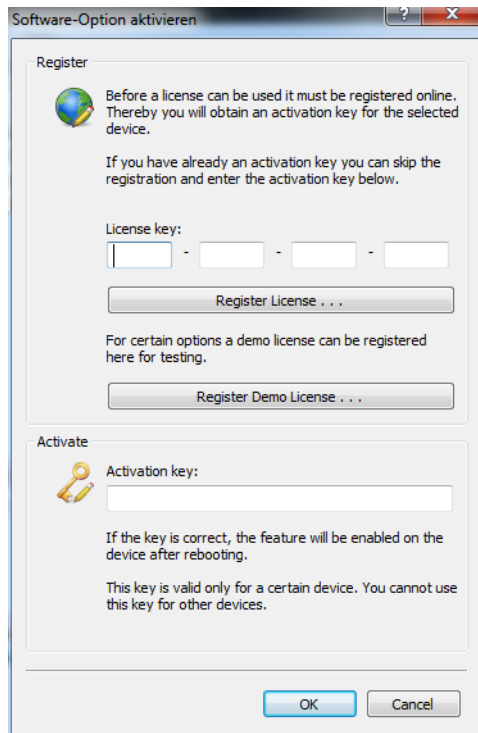 Software-Option aktivieren
Register
Before a license can be used it must be registered online.
Thereby you will obtain an activation key for the selected
device.
If you have already an activation key you can skip the
registration and enter the activation key below.
License key:
- - -
Register License . . .
For certain options a demo license can be registered
here for testing.
Register Demo License . . .
Activate
Activation key:
If the key is correct, the feature will be enabled on the
device after rebooting.
This key is valid only for a certain device. You cannot use
this key for other devices.
OK Cancel